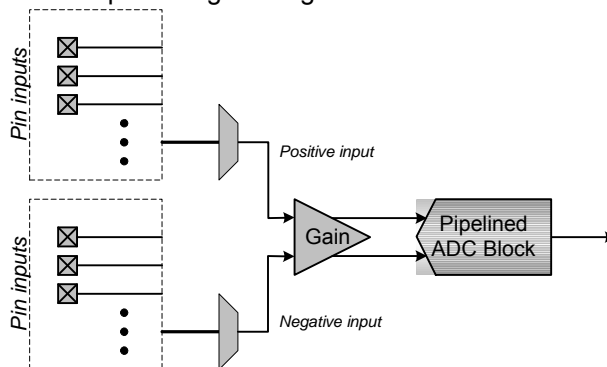 Pin inputs
Positive input
Gain
Pipelined
ADC Block
Pin inputs
Negative input